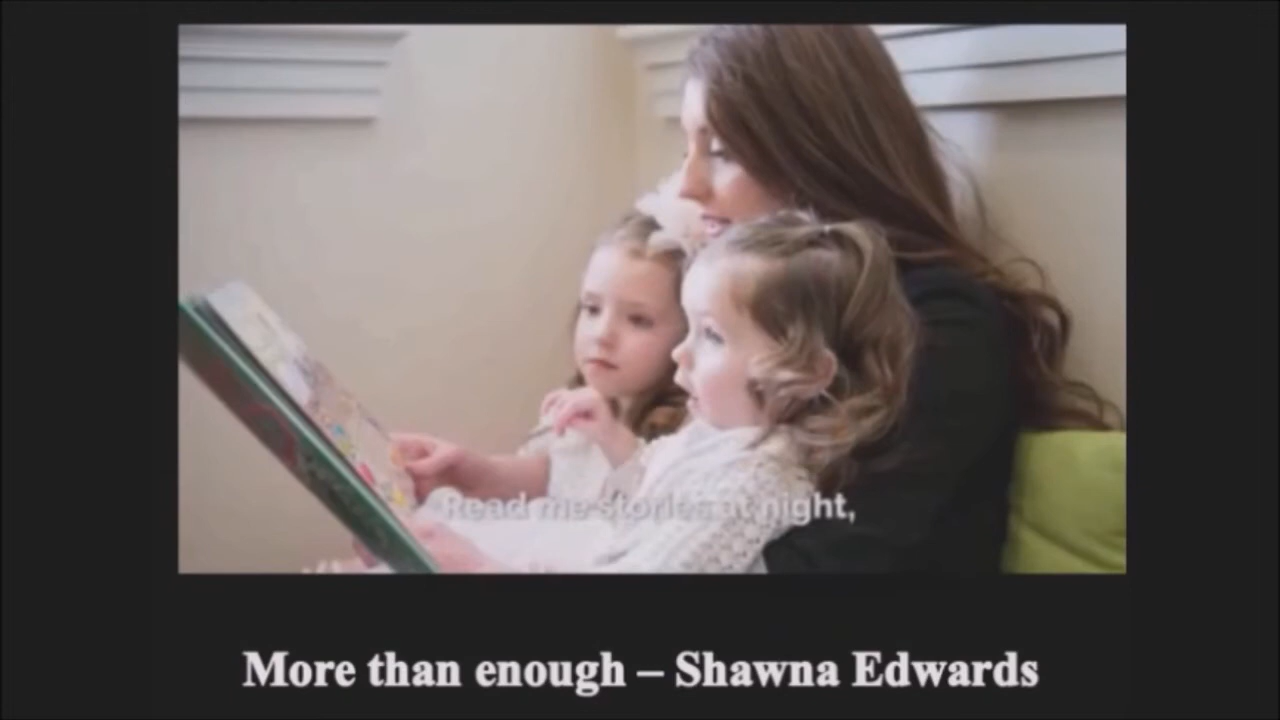 Read me stories at night,
More than enough – Shawna Edwards